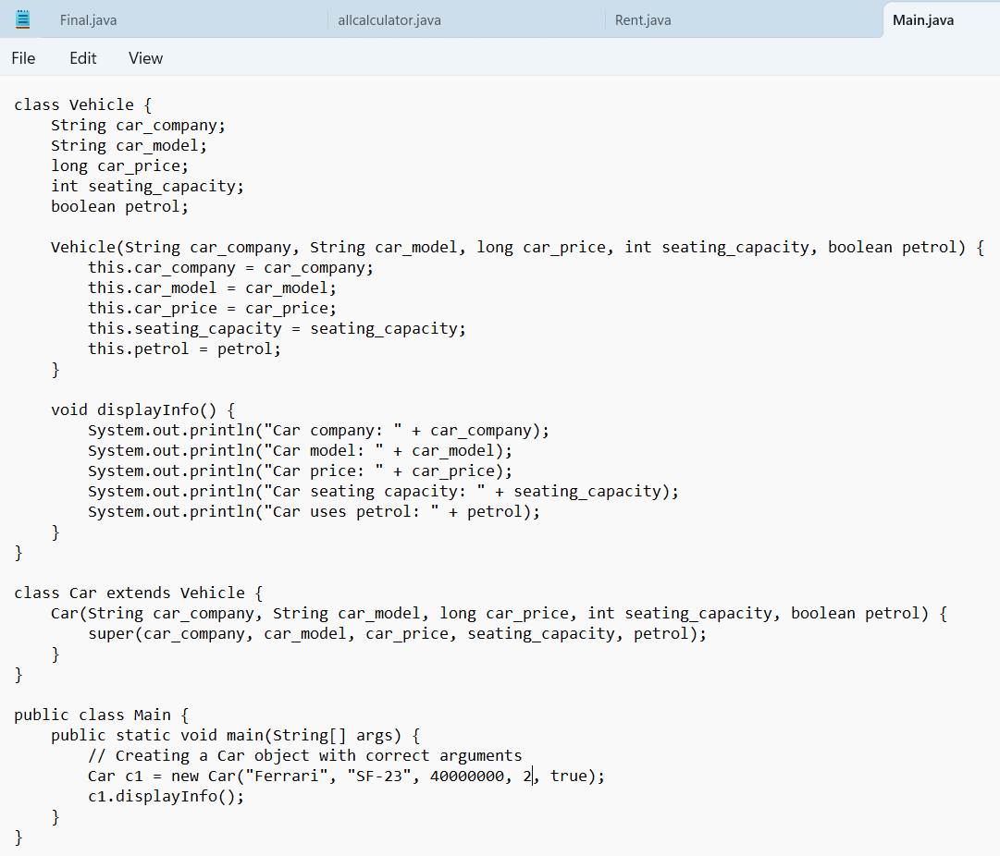 Final.java
allcalculator.java
Rent.java
Main.java
File
Edit
View
class Vehicle {
    String car_company;
    String car_model;
    long car_price;
    int seating_capacity;
    boolean petrol;

    Vehicle(String car_company, String car_model, long car_price, int seating_capacity, boolean petrol) {
        this.car_company = car_company;
        this.car_model = car_model;
        this.car_price = car_price;
        this.seating_capacity = seating_capacity;
        this.petrol = petrol;
    }

    void displayInfo() {
        System.out.println("Car company: " + car_company);
        System.out.println("Car model: " + car_model);
        System.out.println("Car price: " + car_price);
        System.out.println("Car seating capacity: " + seating_capacity);
        System.out.println("Car uses petrol: " + petrol);
    }
}

class Car extends Vehicle {
    Car(String car_company, String car_model, long car_price, int seating_capacity, boolean petrol) {
        super(car_company, car_model, car_price, seating_capacity, petrol);
    }
}

public class Main {
    public static void main(String[] args) {
        // Creating a Car object with correct arguments
        Car c1 = new Car("Ferrari", "SF-23", 40000000, 2, true);
        c1.displayInfo();
    }
}